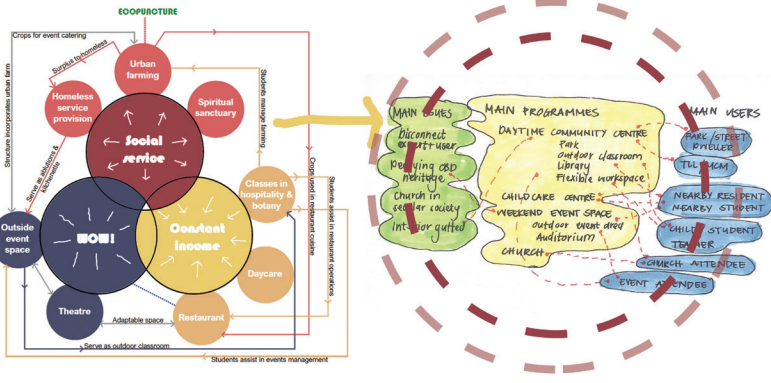 ECOPUNCTURE
Crops for event catering
Structure incorporates urban farm
Surplus to homeless
Urban
farming
Homeless
service
provision
Spiritual
sanctuary
Social
service
Students manage farming
Crops used in restaurant cuisine
Students assist in restaurant operations
Serve as ablutions &
kitchenette
Classes in
hospitality &
botany
Outside
event
space
WOW!
Constant
income
Daycare
Theatre
Adaptable space
Restaurant
Serve as outdoor classroom
Students assist in events management
MAIN ISSUES
Disconnect
expert + user
Decaying CBD
heritage
Church in
secular society
Interior gutted
MAIN PROGRAMMES
DAYTIME COMMUNITY CENTRE
Park
Outdoor classroom
Library
Flexible workspace
CHILDCARE CENTRE
WEEKEND EVENT SPACE
Outdoor event area
Auditorium
CHURCH
MAIN USERS
PARK/STREET
DWELLER
NEARBY RESIDENT
NEARBY STUDENT
CHILD STUDENT
TEACHER
CHURCH ATTENDEE
EVENT ATTENDEE